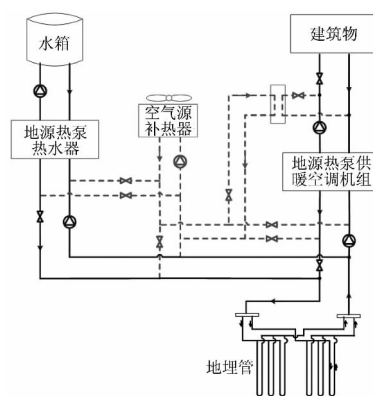 水箱
建筑物
空气源
补热器
地源热泵
热水器
地源热泵供
暖空调机组
地埋管